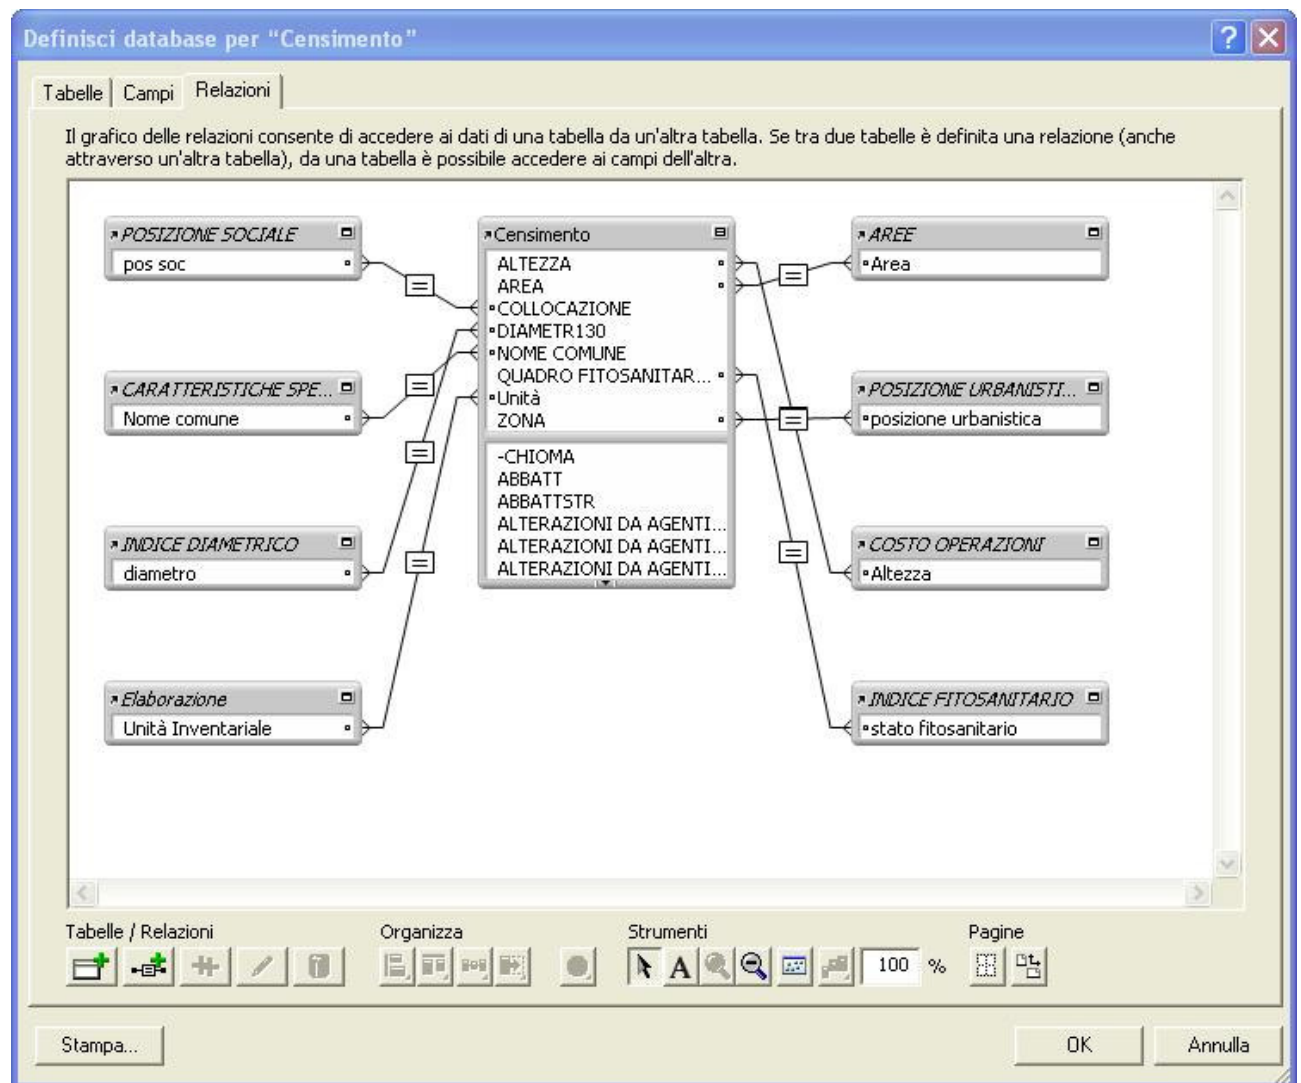 Definisci database per "Censimento"
Tabelle Campi Relazioni
Il grafico delle relazioni consente di accedere ai dati di una tabella da un'altra tabella. Se tra due tabelle è definita una relazione (anche
attraverso un'altra tabella), da una tabella è possibile accedere ai campi dell'altra.
POSIZIONE SOCIALE
pos soc
CARATTERISTICHE SPE...
Nome comune
INDICE DIAMETRICO
diametro
Elaborazione
Unità Inventariale
Censimento
ALTEZZA
AREA
COLLOCAZIONE
DIAMETR130
NOME COMUNE
QUADRO FITOSANITAR...
Unità
ZONA
-CHIOMA
ABBATT
ABBATTSTR
ALTERAZIONI DA AGENTI...
ALTERAZIONI DA AGENTI...
ALTERAZIONI DA AGENTI...
AREE
Area
POSIZIONE URBANISTI...
posizione urbanistica
COSTO OPERAZIONI
Altezza
INDICE FITOSANITARIO
stato fitosanitario
Tabelle / Relazioni Organizza Strumenti Pagine
A 100 %
Stampa... OK Annulla